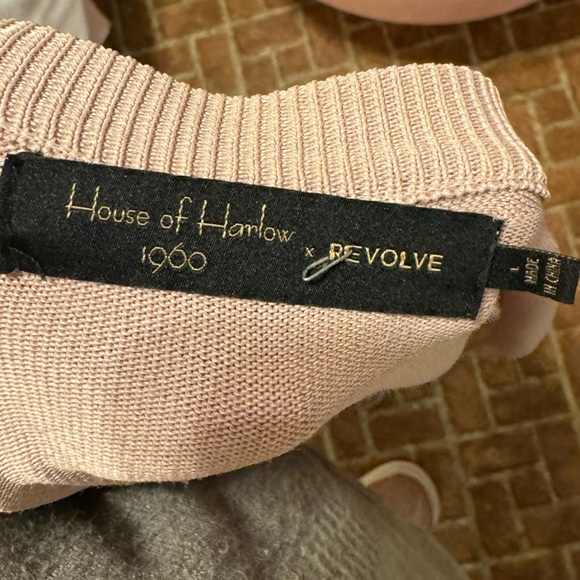 House of Harlow
1960
x REVOLVE
L
MADE
IN CHINA